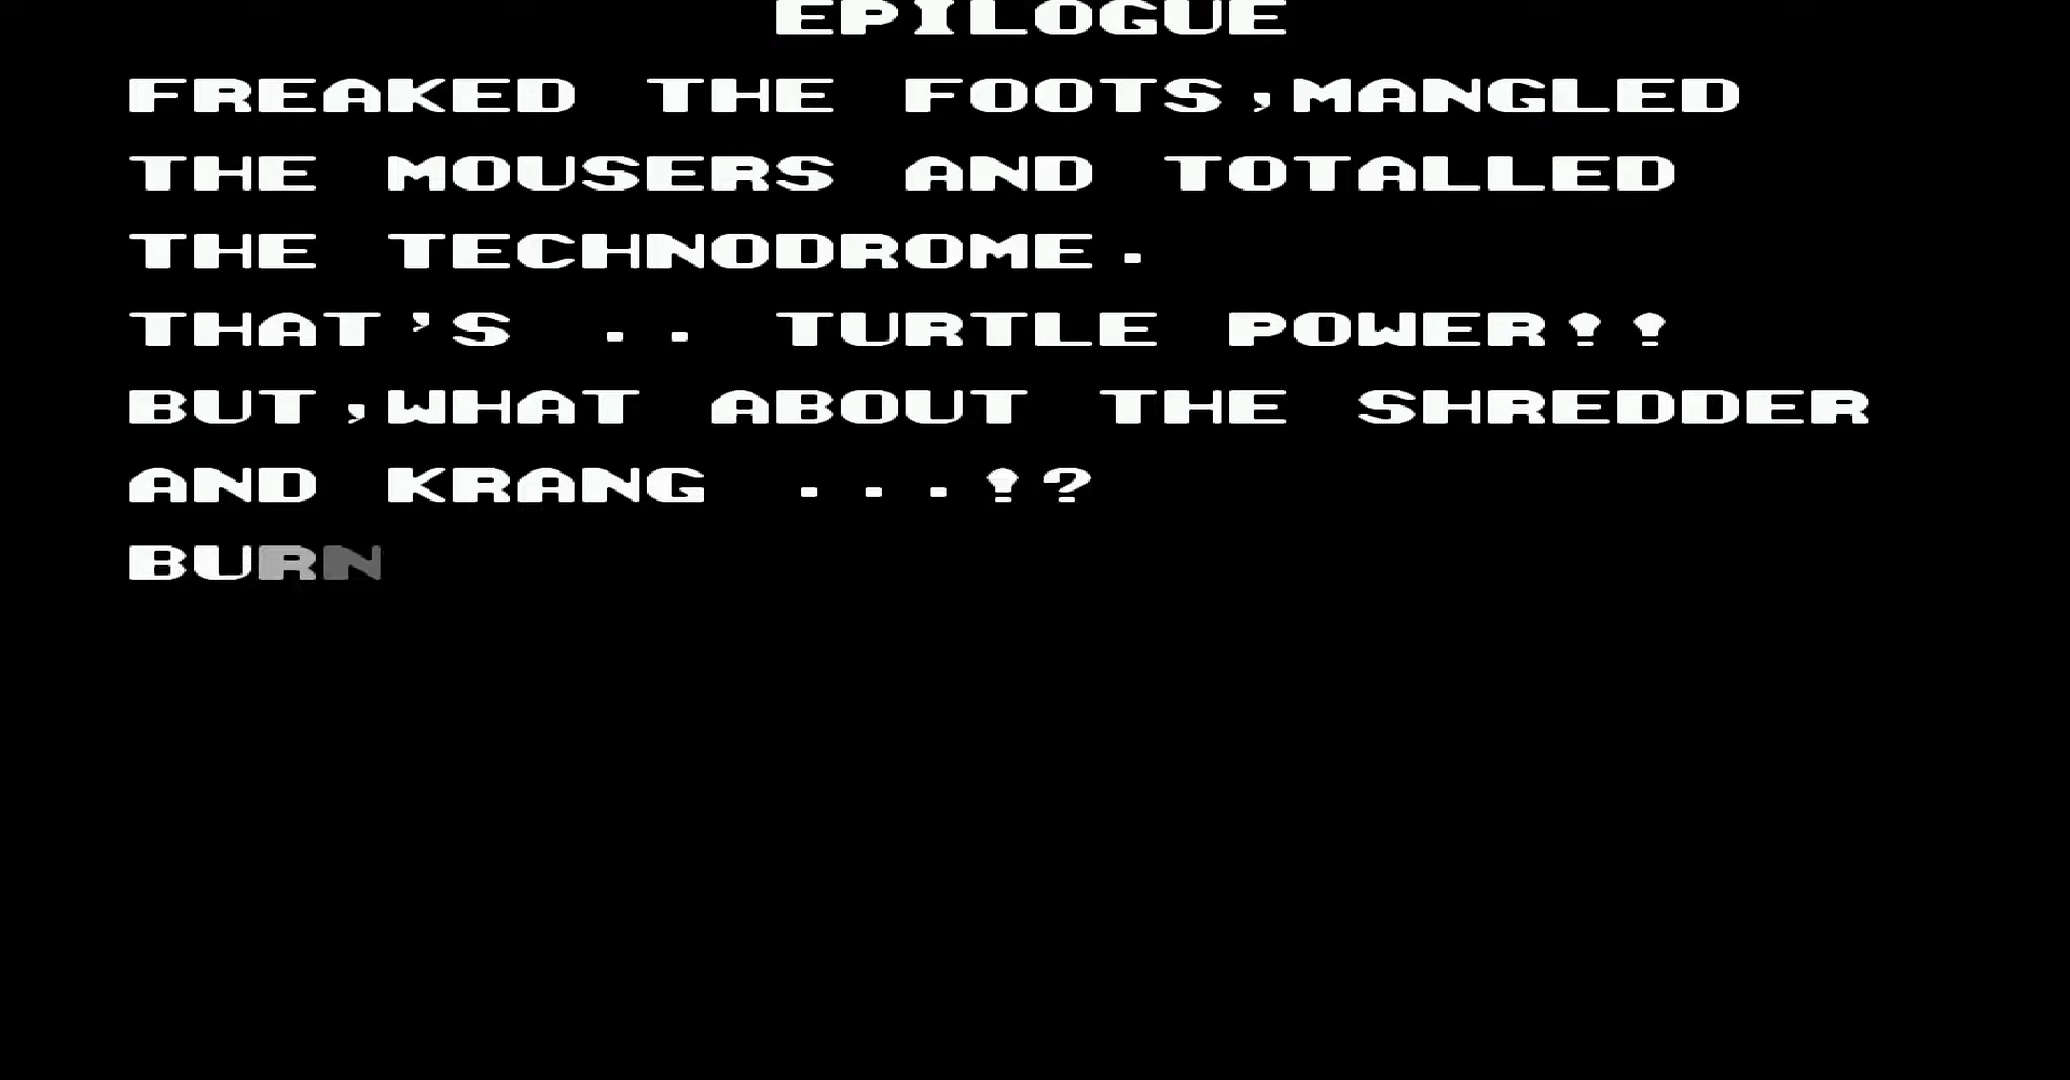 EPILOGUE
FREAKED THE FOOTS,MANGLED
THE MOUSERS AND TOTALLED
THE TECHNODROME.
THAT'S .. TURTLE POWER!!
BUT,WHAT ABOUT THE SHREDDER
AND KRANG ...!?
BURN